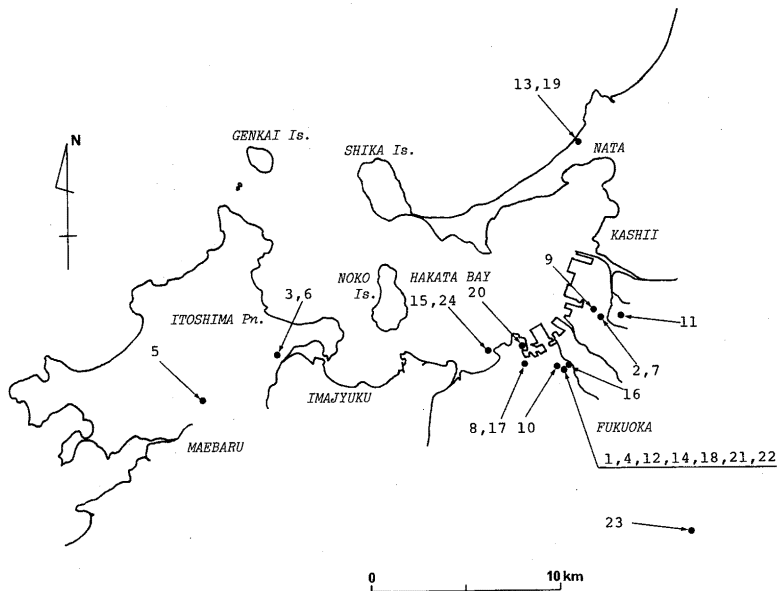 13,19
N
GENKAI Is.
SHIKA Is.
NATA
KASHII
NOKO
Is.
HAKATA BAY
9
20
3,6
15,24
ITOSHIMA Pn.
11
5
2,7
16
IMAJYUKU
8,17
10
FUKUOKA
MAEBARU
1,4,12,14,18,21,22
23
0
10 km